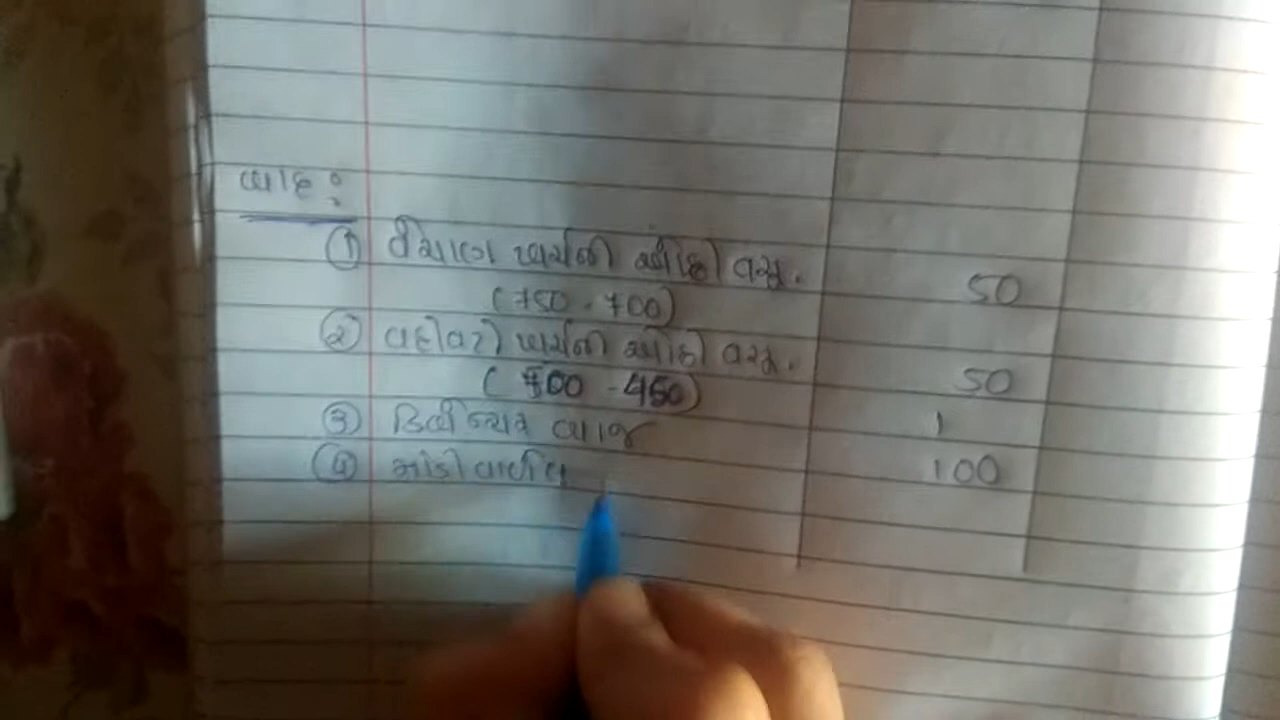 બાદ :
① વેચાણ ખર્ચની ઓછી વસૂ. 50
(750 - 700)
② વહીવટી ખર્ચની ઓછી વસૂ. 50
(500 - 450)
③ ડિબેન્ચર વ્યાજ 1
④ માંડીવાળેલ 100